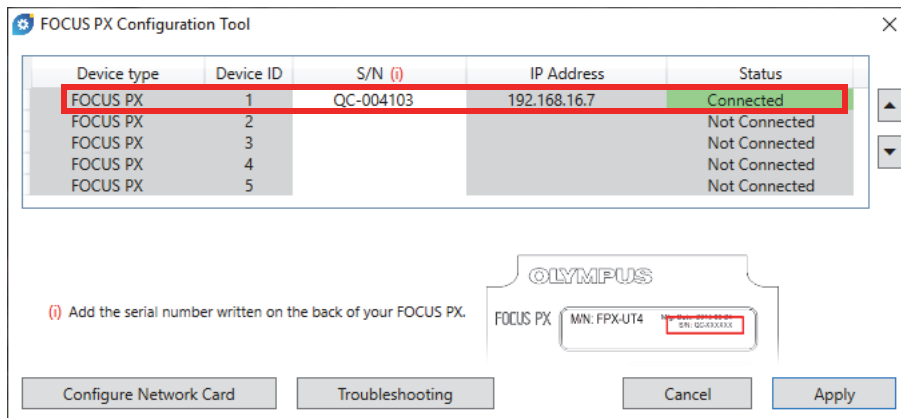 FOCUS PX Configuration Tool
Device type Device ID S/N (i) IP Address Status
FOCUS PX 1 QC-004103 192.168.16.7 Connected
FOCUS PX 2 Not Connected
FOCUS PX 3 Not Connected
FOCUS PX 4 Not Connected
FOCUS PX 5 Not Connected
OLYMPUS
(i) Add the serial number written on the back of your FOCUS PX.
FOCUS PX M/N: FPX-UT4
S/N: QC-XXXXXX
Configure Network Card Troubleshooting Cancel Apply